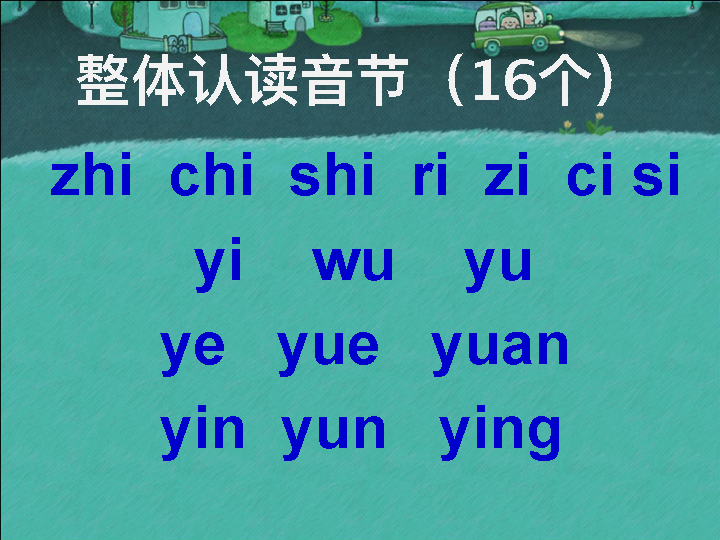 整体认读音节（16个）
zhi chi shi ri zi ci si
yi wu yu
ye yue yuan
yin yun ying